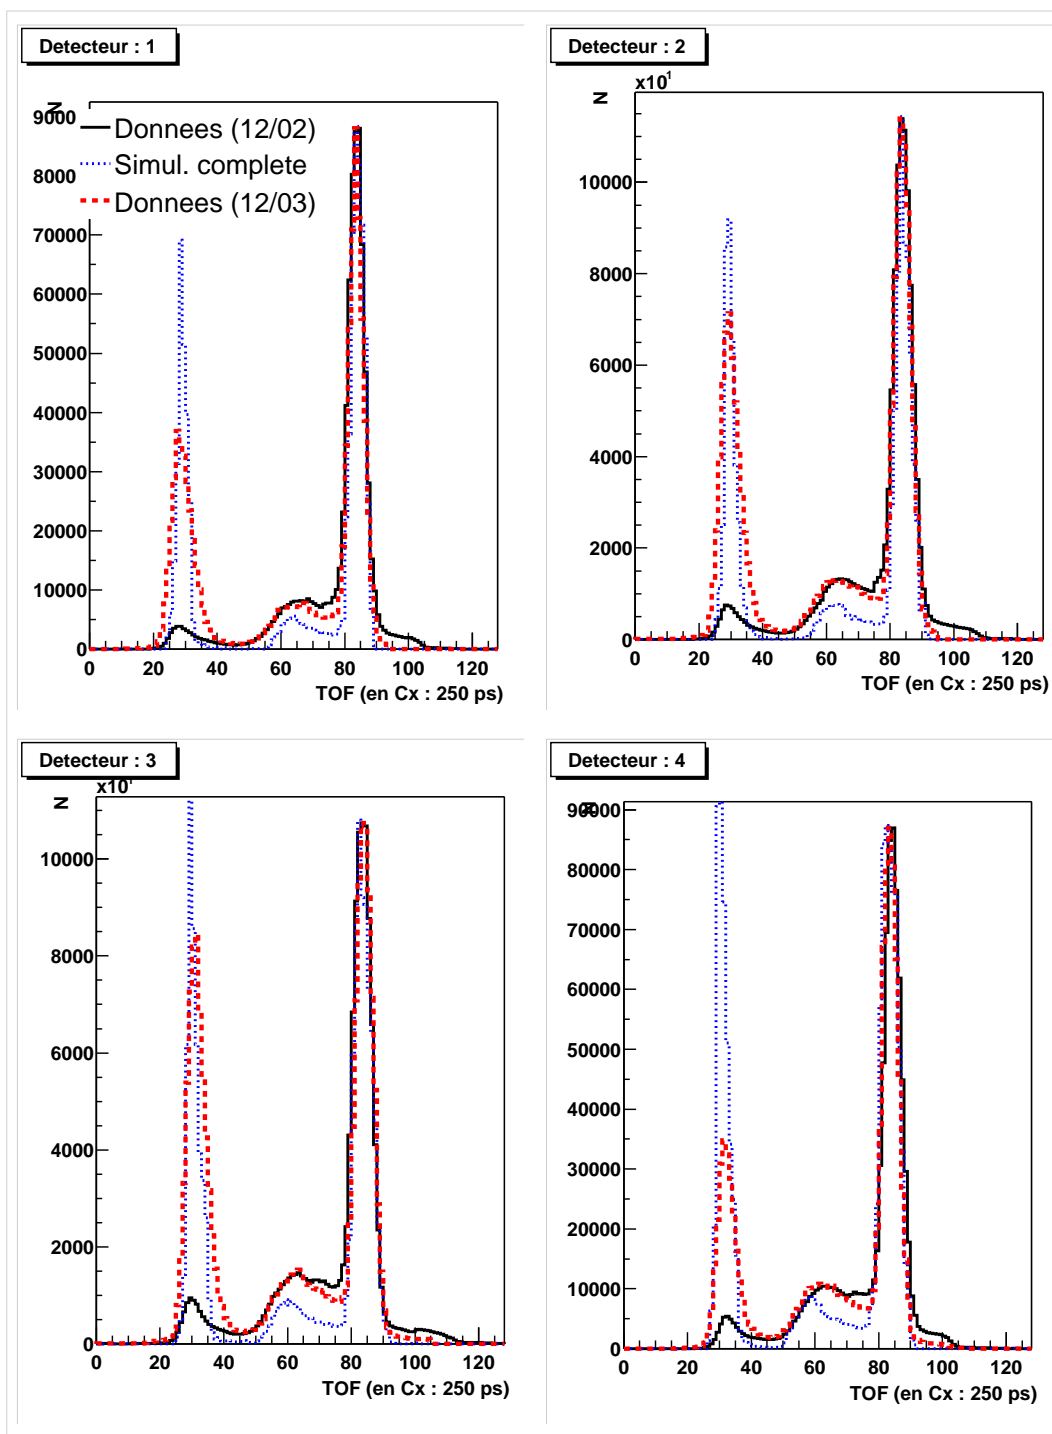 Detecteur : 1
N
9000
8000
70000
60000
50000
40000
30000
20000
10000
0
Donnees (12/02)
Simul. complete
Donnees (12/03)
0 20 40 60 80 100 120
TOF (en Cx : 250 ps)
Detecteur : 2
x10¹
N
10000
8000
6000
4000
2000
0
0 20 40 60 80 100 120
TOF (en Cx : 250 ps)
Detecteur : 3
x10¹
N
10000
8000
6000
4000
2000
0
0 20 40 60 80 100 120
TOF (en Cx : 250 ps)
Detecteur : 4
N
90000
80000
70000
60000
50000
40000
30000
20000
10000
0
0 20 40 60 80 100 120
TOF (en Cx : 250 ps)